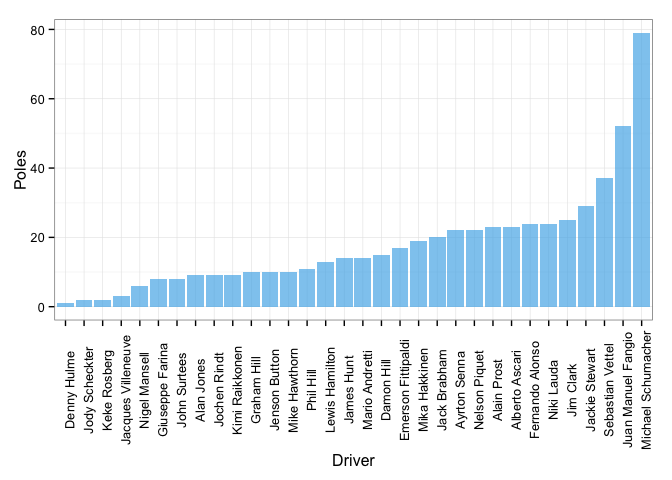 80
60
40
20
0
Poles
Denny Hulme
Jody Scheckter
Keke Rosberg
Jacques Villeneuve
Nigel Mansell
Giuseppe Farina
John Surtees
Alan Jones
Jochen Rindt
Kimi Raikkonen
Graham Hill
Jenson Button
Mike Hawthorn
Phil Hill
Lewis Hamilton
James Hunt
Mario Andretti
Damon Hill
Emerson Fittipaldi
Mika Hakkinen
Jack Brabham
Ayrton Senna
Nelson Piquet
Alain Prost
Alberto Ascari
Fernando Alonso
Niki Lauda
Jim Clark
Jackie Stewart
Sebastian Vettel
Juan Manuel Fangio
Michael Schumacher
Driver